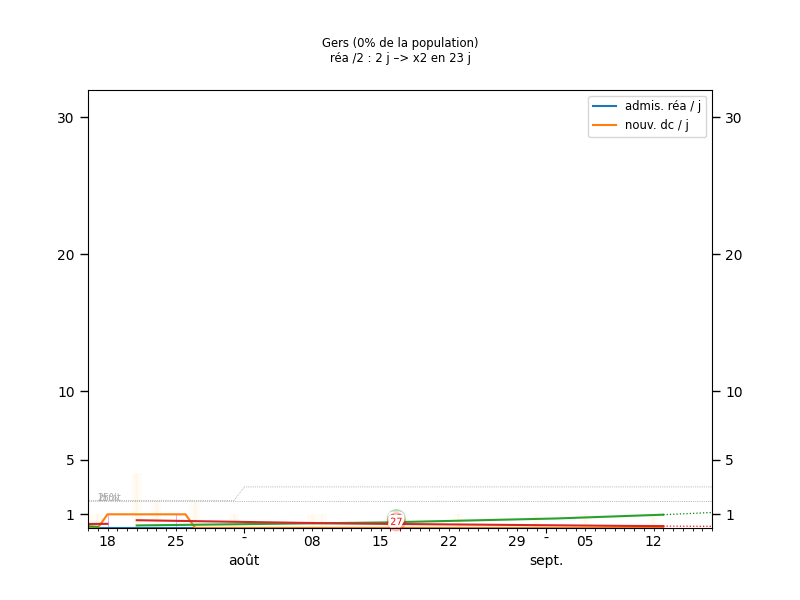 Gers (0% de la population)
réa /2 : 2 j –> x2 en 23 j
admis. réa / j
nouv. dc / j
30 30
20 20
10 10
5 5
1 1
27
18 25 - 08 15 22 29 - 05 12
août sept.